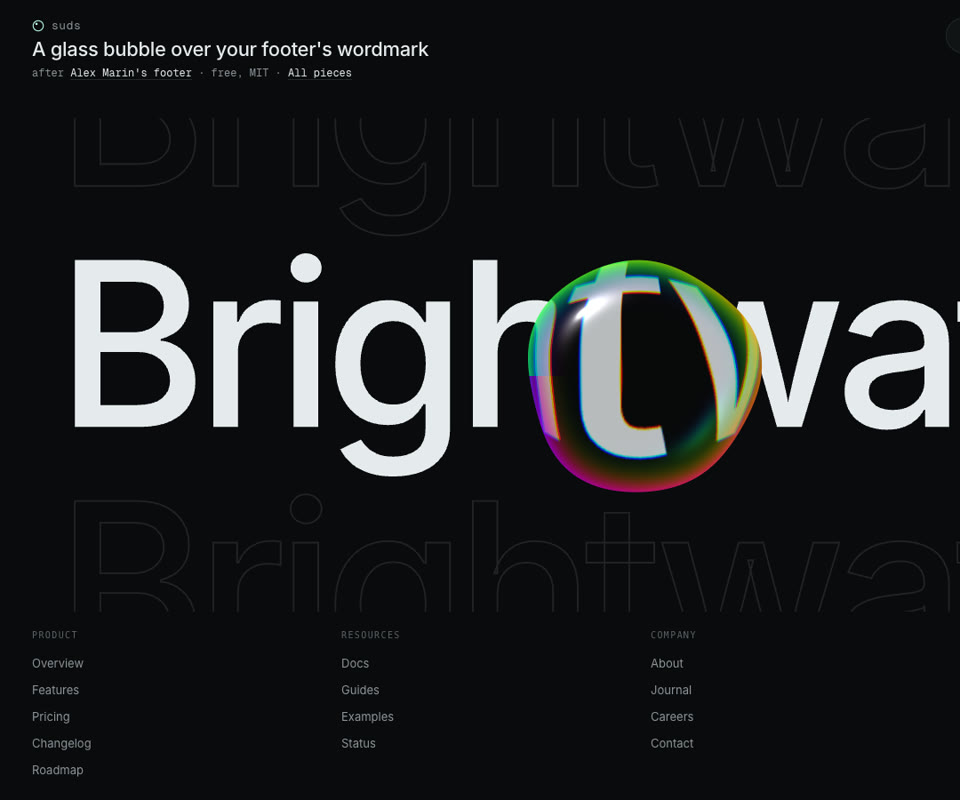 suds
A glass bubble over your footer's wordmark
after Alex Marin's footer · free, MIT · All pieces
Brightwa
Brightwa
Brightwa
PRODUCT RESOURCES COMPANY
Overview Docs About
Features Guides Journal
Pricing Examples Careers
Changelog Status Contact
Roadmap